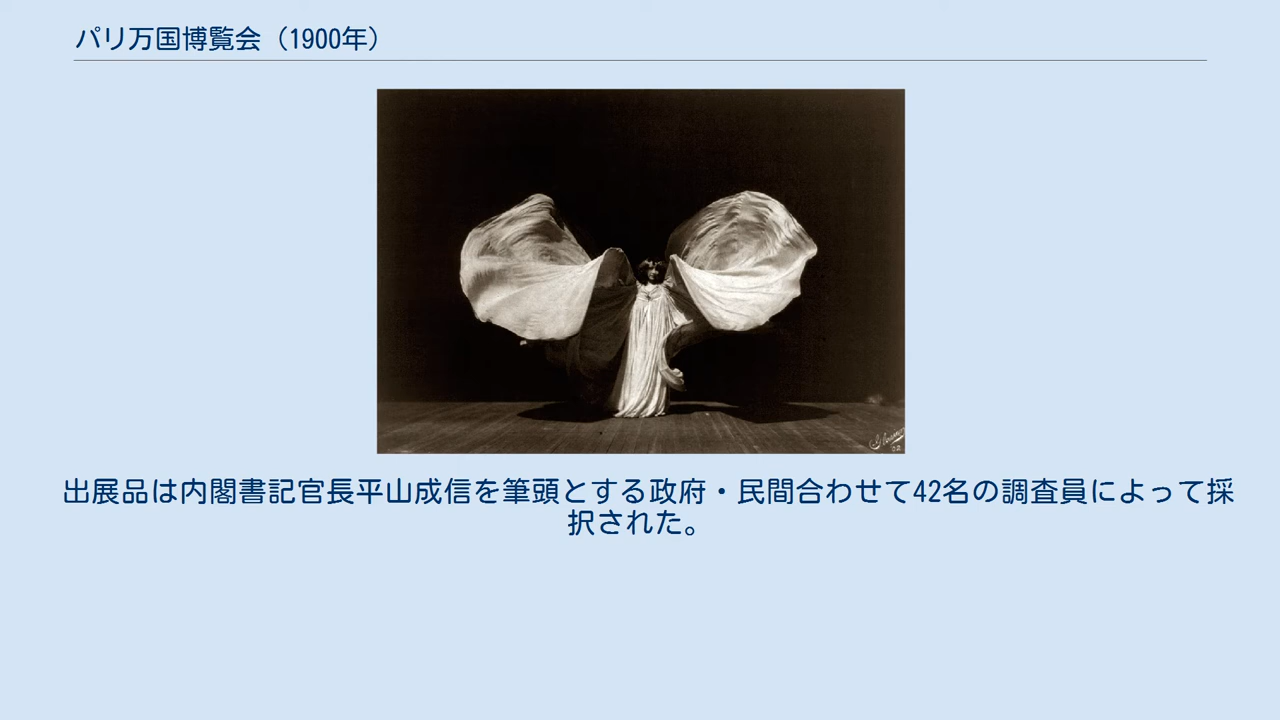 パリ万国博覧会（1900年）
出展品は内閣書記官長平山成信を筆頭とする政府・民間合わせて42名の調査員によって採
択された。